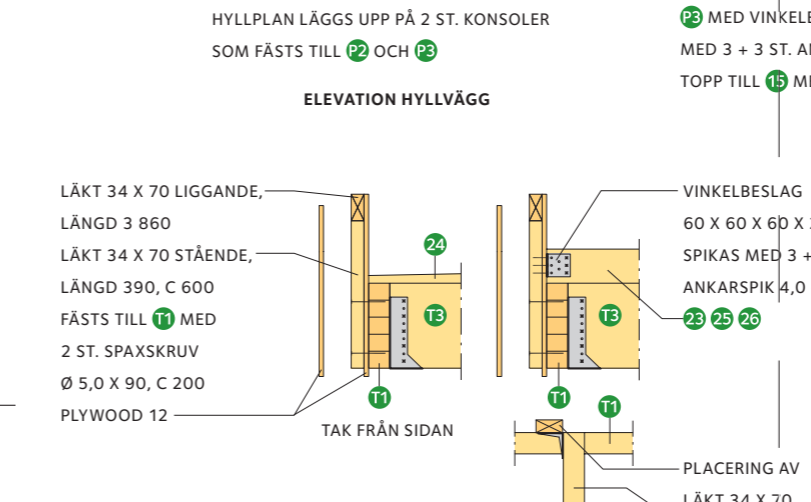 HYLLPLAN LÄGGS UPP PÅ 2 ST. KONSOLER
SOM FÄSTS TILL P2 OCH P3
ELEVATION HYLLVÄGG
P3 MED
MED 3 + 3 ST.
TOPP TILL 15
LÄKT 34 X 70 LIGGANDE,
LÄNGD 3 860
LÄKT 34 X 70 STÅENDE,
LÄNGD 390, C 600
FÄSTS TILL T1 MED
2 ST. SPAXSKRUV
Ø 5,0 X 90, C 200
PLYWOOD 12
24
T3
T1
TAK FRÅN SIDAN
T3
T1
VINKELBESLAG
60 X 60 X 60 X
SPIKAS MED 3 +
ANKARSPIK 4,0
23 25 26
T1
PLACERING AV
LÄKT 34 X 70